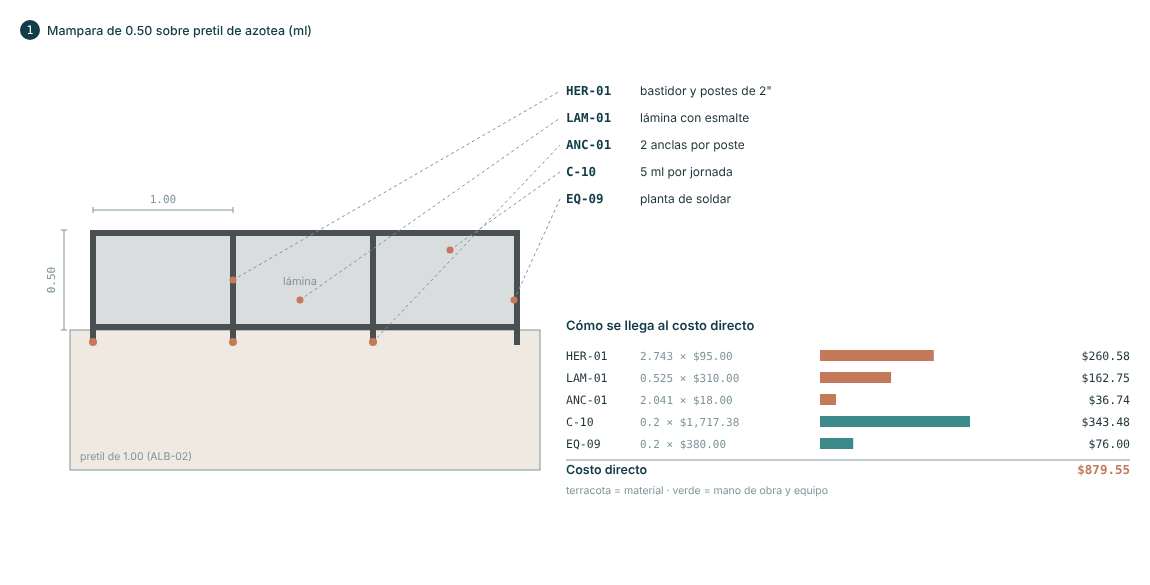 1 Mampara de 0.50 sobre pretil de azotea (ml)
HER-01 bastidor y postes de 2"
LAM-01 lámina con esmalte
ANC-01 2 anclas por poste
C-10 5 ml por jornada
EQ-09 planta de soldar
1.00
0.50
lámina
pretil de 1.00 (ALB-02)
Cómo se llega al costo directo
HER-01 2.743 × $95.00 $260.58
LAM-01 0.525 × $310.00 $162.75
ANC-01 2.041 × $18.00 $36.74
C-10 0.2 × $1,717.38 $343.48
EQ-09 0.2 × $380.00 $76.00
Costo directo $879.55
terracota = material · verde = mano de obra y equipo